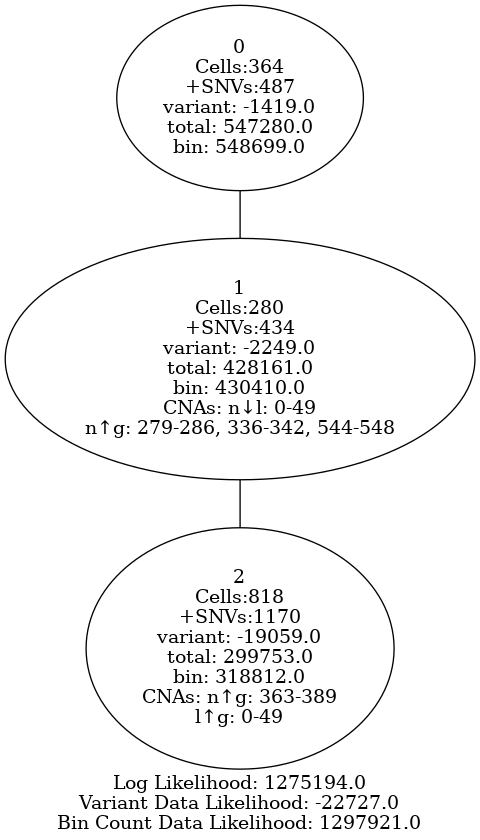 0
Cells:364
+SNVs:487
variant: -1419.0
total: 547280.0
bin: 548699.0
1
Cells:280
+SNVs:434
variant: -2249.0
total: 428161.0
bin: 430410.0
CNAs: n↓l: 0-49
n↑g: 279-286, 336-342, 544-548
2
Cells:818
+SNVs:1170
variant: -19059.0
total: 299753.0
bin: 318812.0
CNAs: n↑g: 363-389
l↑g: 0-49
Log Likelihood: 1275194.0
Variant Data Likelihood: -22727.0
Bin Count Data Likelihood: 1297921.0